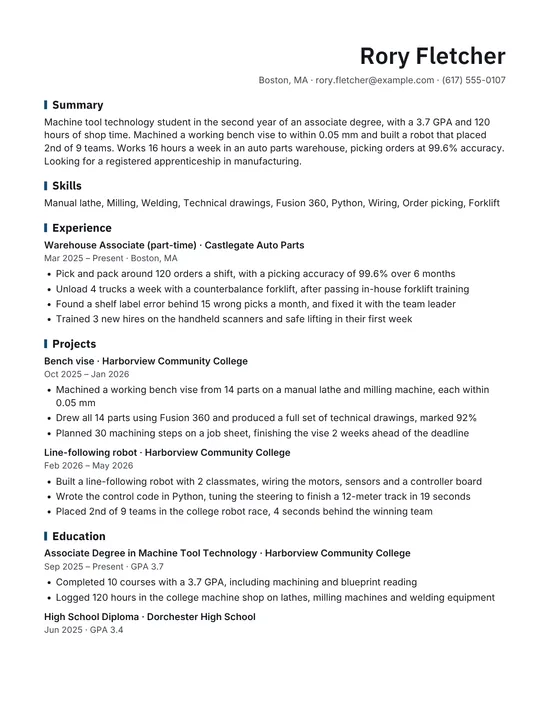 Rory Fletcher
Boston, MA · rory.fletcher@example.com · (617) 555-0107
Summary
Machine tool technology student in the second year of an associate degree, with a 3.7 GPA and 120
hours of shop time. Machined a working bench vise to within 0.05 mm and built a robot that placed
2nd of 9 teams. Works 16 hours a week in an auto parts warehouse, picking orders at 99.6% accuracy.
Looking for a registered apprenticeship in manufacturing.
Skills
Manual lathe, Milling, Welding, Technical drawings, Fusion 360, Python, Wiring, Order picking, Forklift
Experience
Warehouse Associate (part-time) · Castlegate Auto Parts
Mar 2025 – Present · Boston, MA
• Pick and pack around 120 orders a shift, with a picking accuracy of 99.6% over 6 months
• Unload 4 trucks a week with a counterbalance forklift, after passing in-house forklift training
• Found a shelf label error behind 15 wrong picks a month, and fixed it with the team leader
• Trained 3 new hires on the handheld scanners and safe lifting in their first week
Projects
Bench vise · Harborview Community College
Oct 2025 – Jan 2026
• Machined a working bench vise from 14 parts on a manual lathe and milling machine, each within
0.05 mm
• Drew all 14 parts using Fusion 360 and produced a full set of technical drawings, marked 92%
• Planned 30 machining steps on a job sheet, finishing the vise 2 weeks ahead of the deadline
Line-following robot · Harborview Community College
Feb 2026 – May 2026
• Built a line-following robot with 2 classmates, wiring the motors, sensors and a controller board
• Wrote the control code in Python, tuning the steering to finish a 12-meter track in 19 seconds
• Placed 2nd of 9 teams in the college robot race, 4 seconds behind the winning team
Education
Associate Degree in Machine Tool Technology · Harborview Community College
Sep 2025 – Present · GPA 3.7
• Completed 10 courses with a 3.7 GPA, including machining and blueprint reading
• Logged 120 hours in the college machine shop on lathes, milling machines and welding equipment
High School Diploma · Dorchester High School
Jun 2025 · GPA 3.4